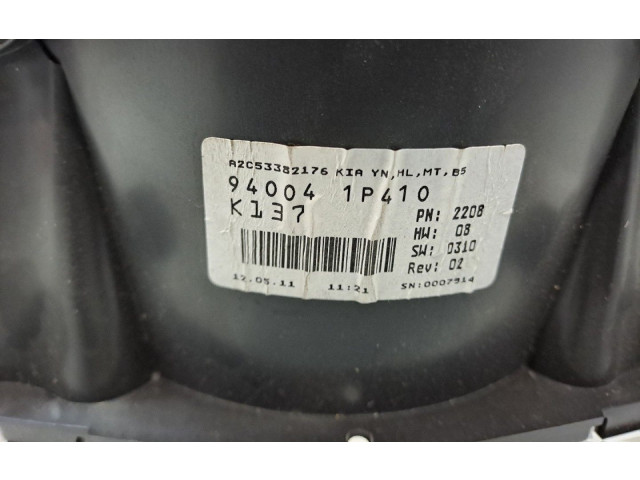 A2C53382176 KIA YN,HL,MT,B5
94004 1P410
K137
PN: 2208
HW: 08
SW: 0310
Rev: 02
12.05.11 11:21 SN:0007914